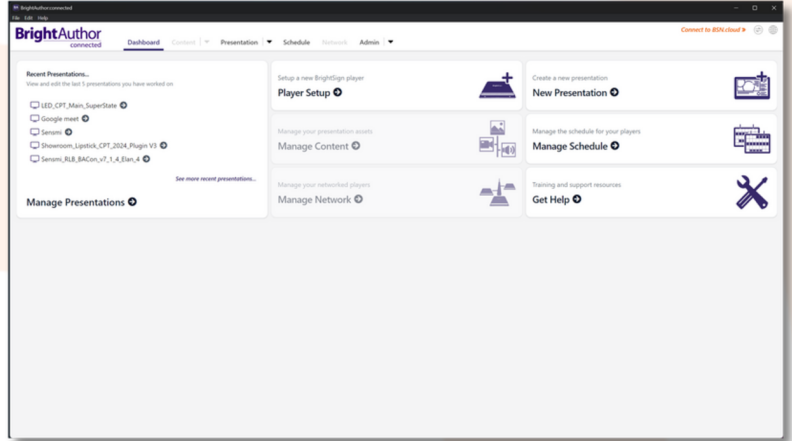 BrightAuthor:connected
File Edit Help
BrightAuthor
connected
Dashboard Content Presentation Schedule Network Admin
Connect to BSN.cloud
Recent Presentations...
View and edit the last 5 presentations you have worked on
LED_CPT_Main_SuperState
Google meet
Sensmi
Showroom_Lipstick_CPT_2024_Plugin V3
Sensmi_RLB_BACon_v7_1_4_Elan_4
See more recent presentations...
Manage Presentations
Setup a new BrightSign player
Player Setup
Create a new presentation
New Presentation
Manage your presentation assets
Manage Content
Manage the schedule for your players
Manage Schedule
Manage your networked players
Manage Network
Training and support resources
Get Help